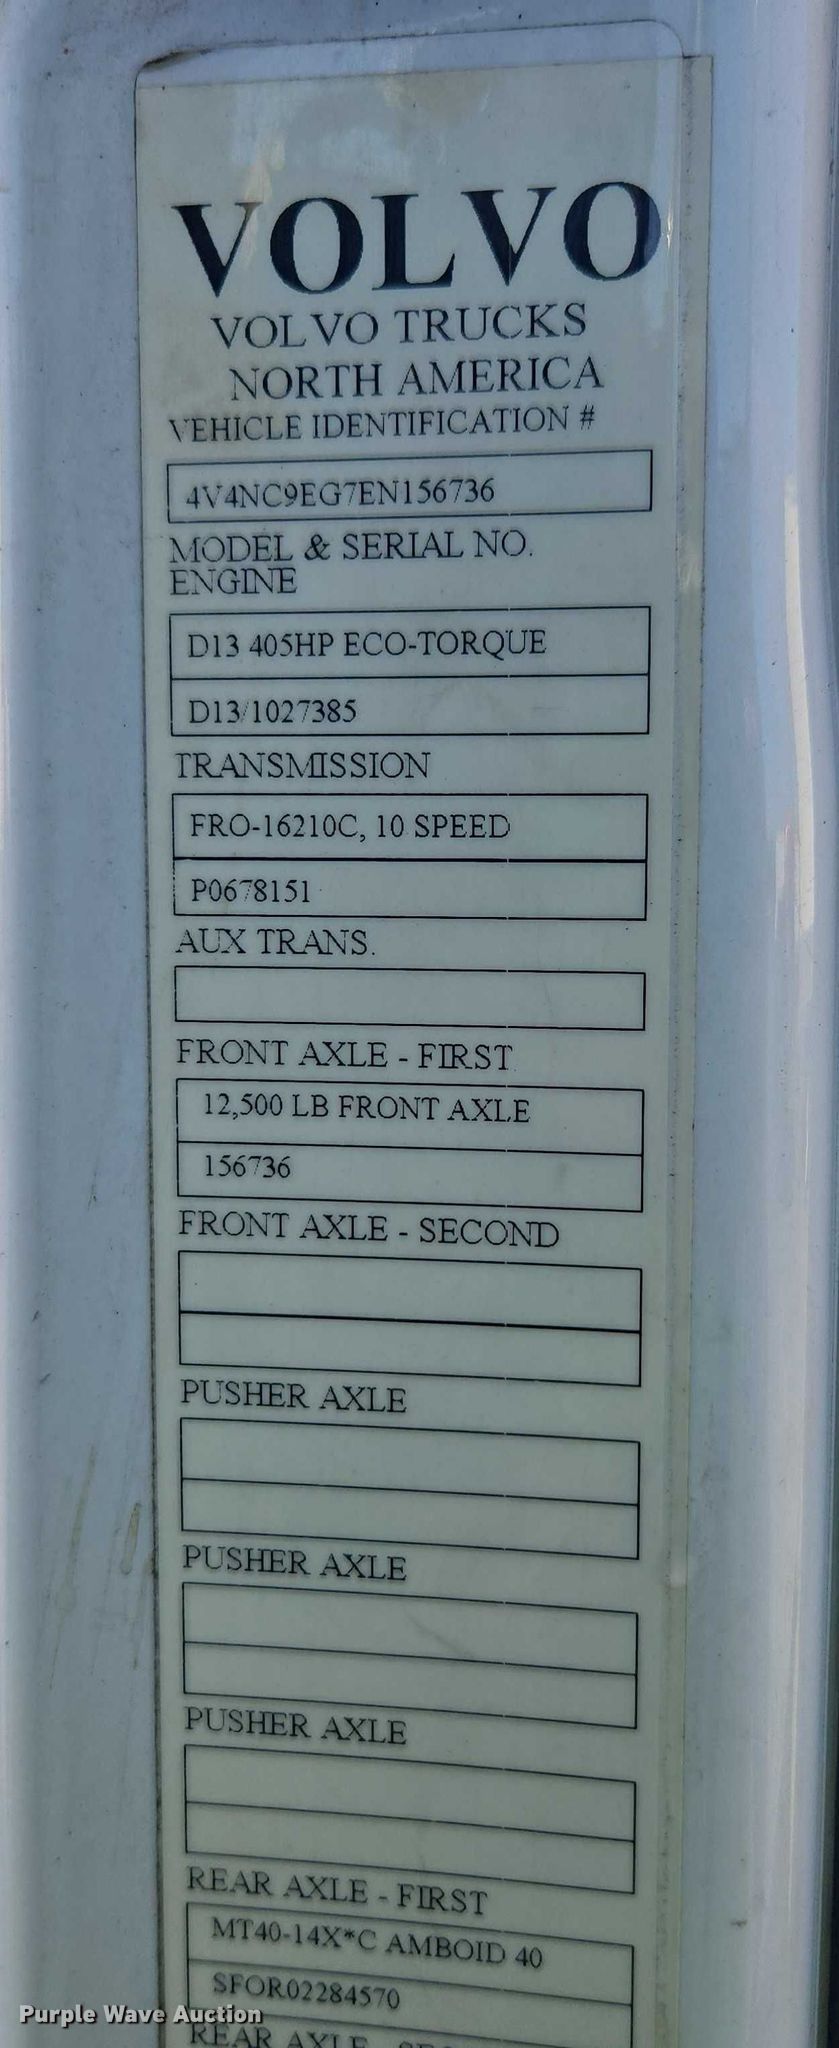 VOLVO
VOLVO TRUCKS
NORTH AMERICA
VEHICLE IDENTIFICATION #
4V4NC9EG7EN156736
MODEL & SERIAL NO.
ENGINE
D13 405HP ECO-TORQUE
D13/1027385
TRANSMISSION
FRO-16210C, 10 SPEED
P0678151
AUX TRANS.
FRONT AXLE - FIRST
12,500 LB FRONT AXLE
156736
FRONT AXLE - SECOND
PUSHER AXLE
PUSHER AXLE
PUSHER AXLE
REAR AXLE - FIRST
MT40-14X*C AMBOID 40
SFOR02284570
Purple Wave Auction
REAR AXLE -